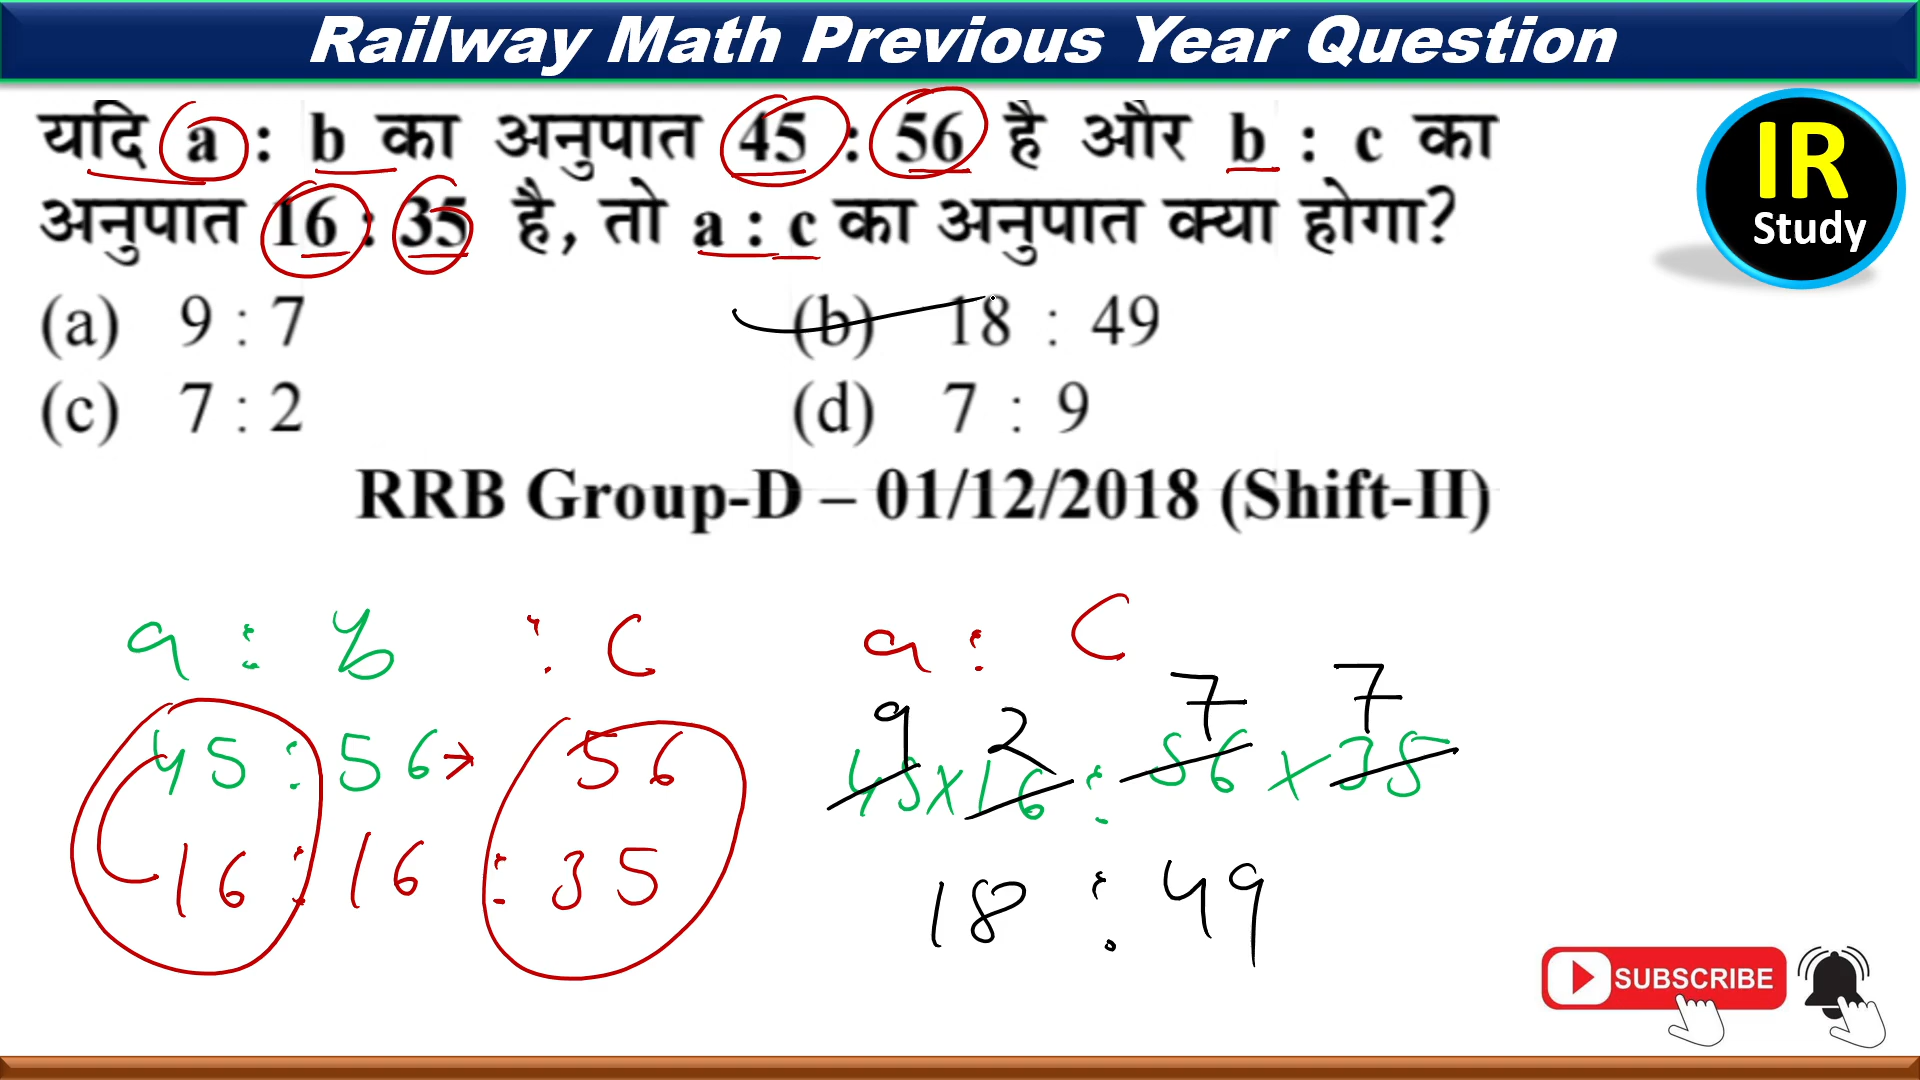 Railway Math Previous Year Question
यदि a : b का अनुपात 45 : 56 है और b : c का
अनुपात 16 : 35 है, तो a : c का अनुपात क्या होगा?
(a) 9 : 7 (b) 18 : 49
(c) 7 : 2 (d) 7 : 9
RRB Group-D – 01/12/2018 (Shift-II)
IR
Study
a : b : c
45 : 56 → 56
16 : 16 : 35
a : c
9 2 7 7
45 × 16 : 56 × 35
18 : 49
SUBSCRIBE